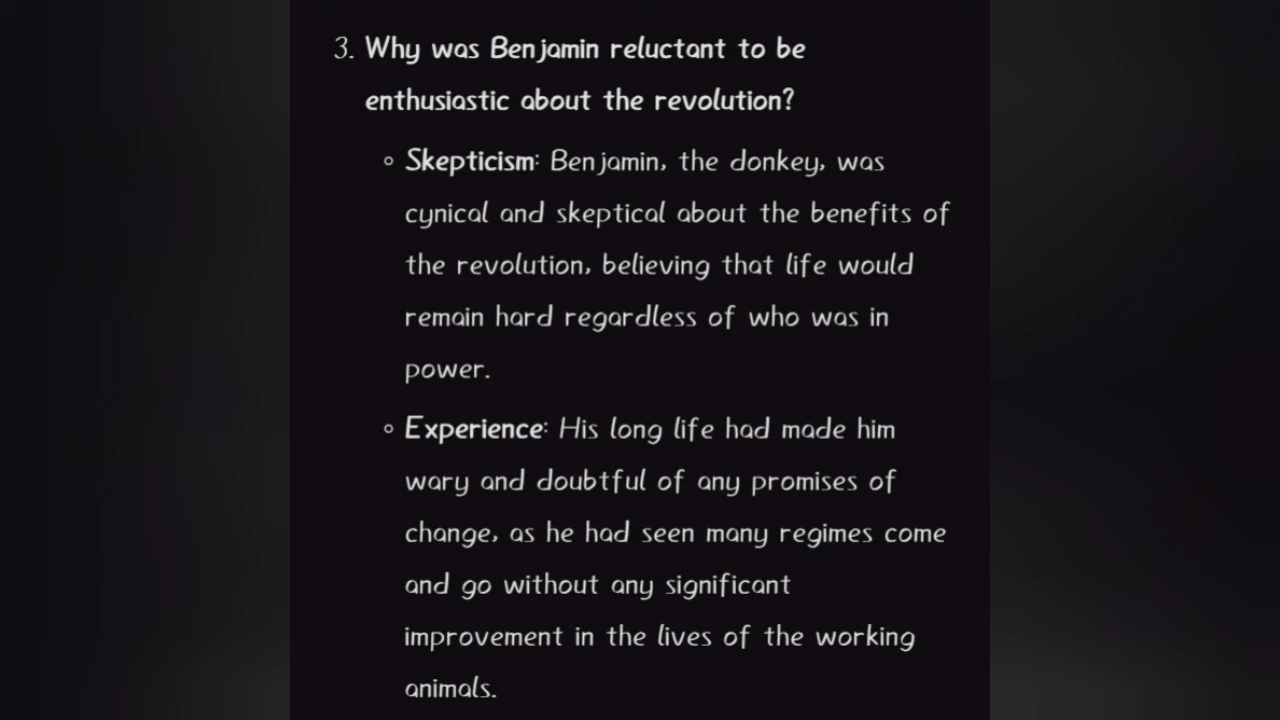 3. Why was Benjamin reluctant to be
enthusiastic about the revolution?
◦ Skepticism: Benjamin, the donkey, was
cynical and skeptical about the benefits of
the revolution, believing that life would
remain hard regardless of who was in
power.
◦ Experience: His long life had made him
wary and doubtful of any promises of
change, as he had seen many regimes come
and go without any significant
improvement in the lives of the working
animals.